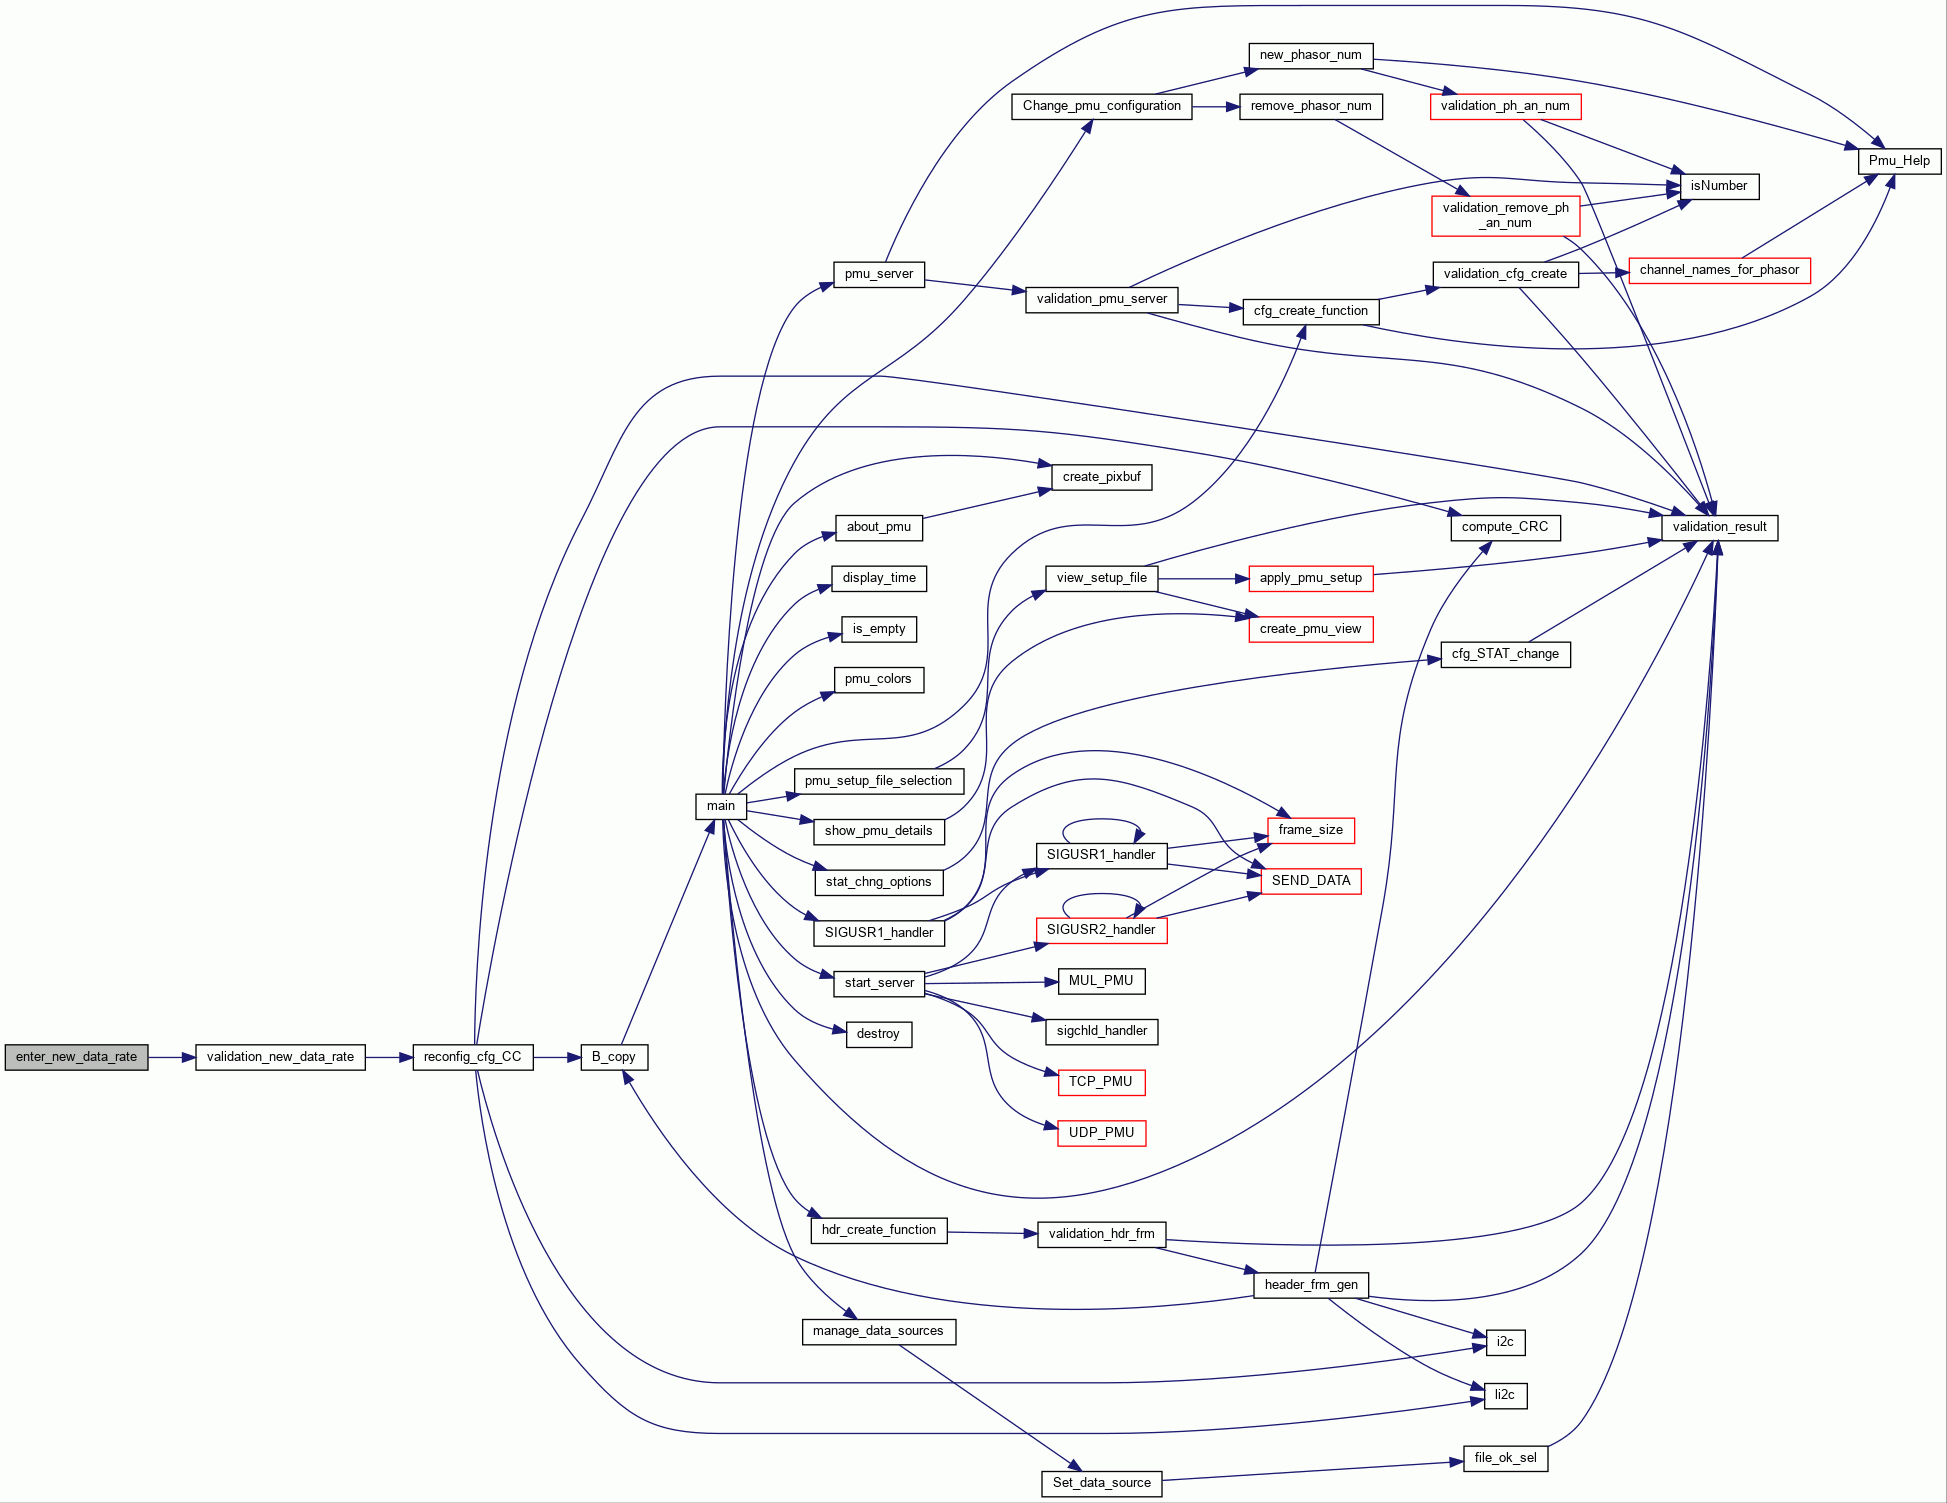 new_phasor_num
Change_pmu_configuration
remove_phasor_num
validation_ph_an_num
Pmu_Help
isNumber
validation_remove_ph
_an_num
pmu_server
validation_pmu_server
cfg_create_function
validation_cfg_create
channel_names_for_phasor
create_pixbuf
about_pmu
compute_CRC
validation_result
display_time
view_setup_file
apply_pmu_setup
is_empty
create_pmu_view
cfg_STAT_change
pmu_colors
pmu_setup_file_selection
main
show_pmu_details
frame_size
SIGUSR1_handler
stat_chng_options
SEND_DATA
SIGUSR1_handler
SIGUSR2_handler
start_server
MUL_PMU
destroy
sigchld_handler
enter_new_data_rate
validation_new_data_rate
reconfig_cfg_CC
B_copy
TCP_PMU
UDP_PMU
hdr_create_function
validation_hdr_frm
header_frm_gen
manage_data_sources
i2c
li2c
Set_data_source
file_ok_sel